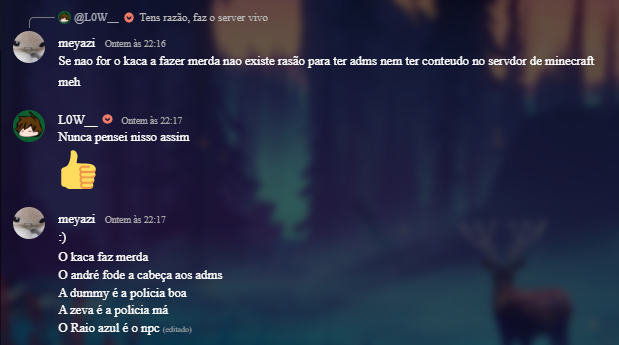 @L0W__ Tens razão, faz o server vivo
meyazi Ontem às 22:16
Se nao for o kaca a fazer merda nao existe rasão para ter adms nem ter conteudo no servdor de minecraft
meh
L0W__ Ontem às 22:17
Nunca pensei nisso assim
meyazi Ontem às 22:17
:)
O kaca faz merda
O andré fode a cabeça aos adms
A dummy é a policia boa
A zeva é a policia má
O Raio azul é o npc (editado)